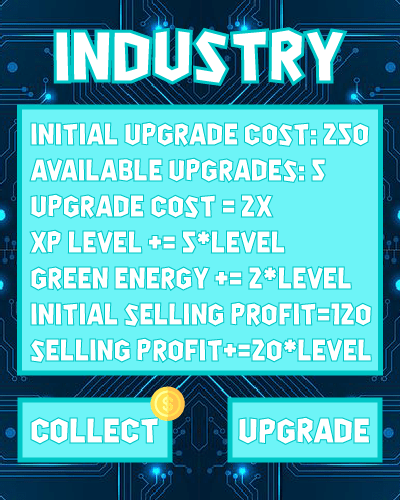 INDUSTRY
INITIAL UPGRADE COST: 250
AVAILABLE UPGRADES: 5
UPGRADE COST = 2X
XP LEVEL += 5*LEVEL
GREEN ENERGY += 2*LEVEL
INITIAL SELLING PROFIT=120
SELLING PROFIT+=20*LEVEL
COLLECT
UPGRADE